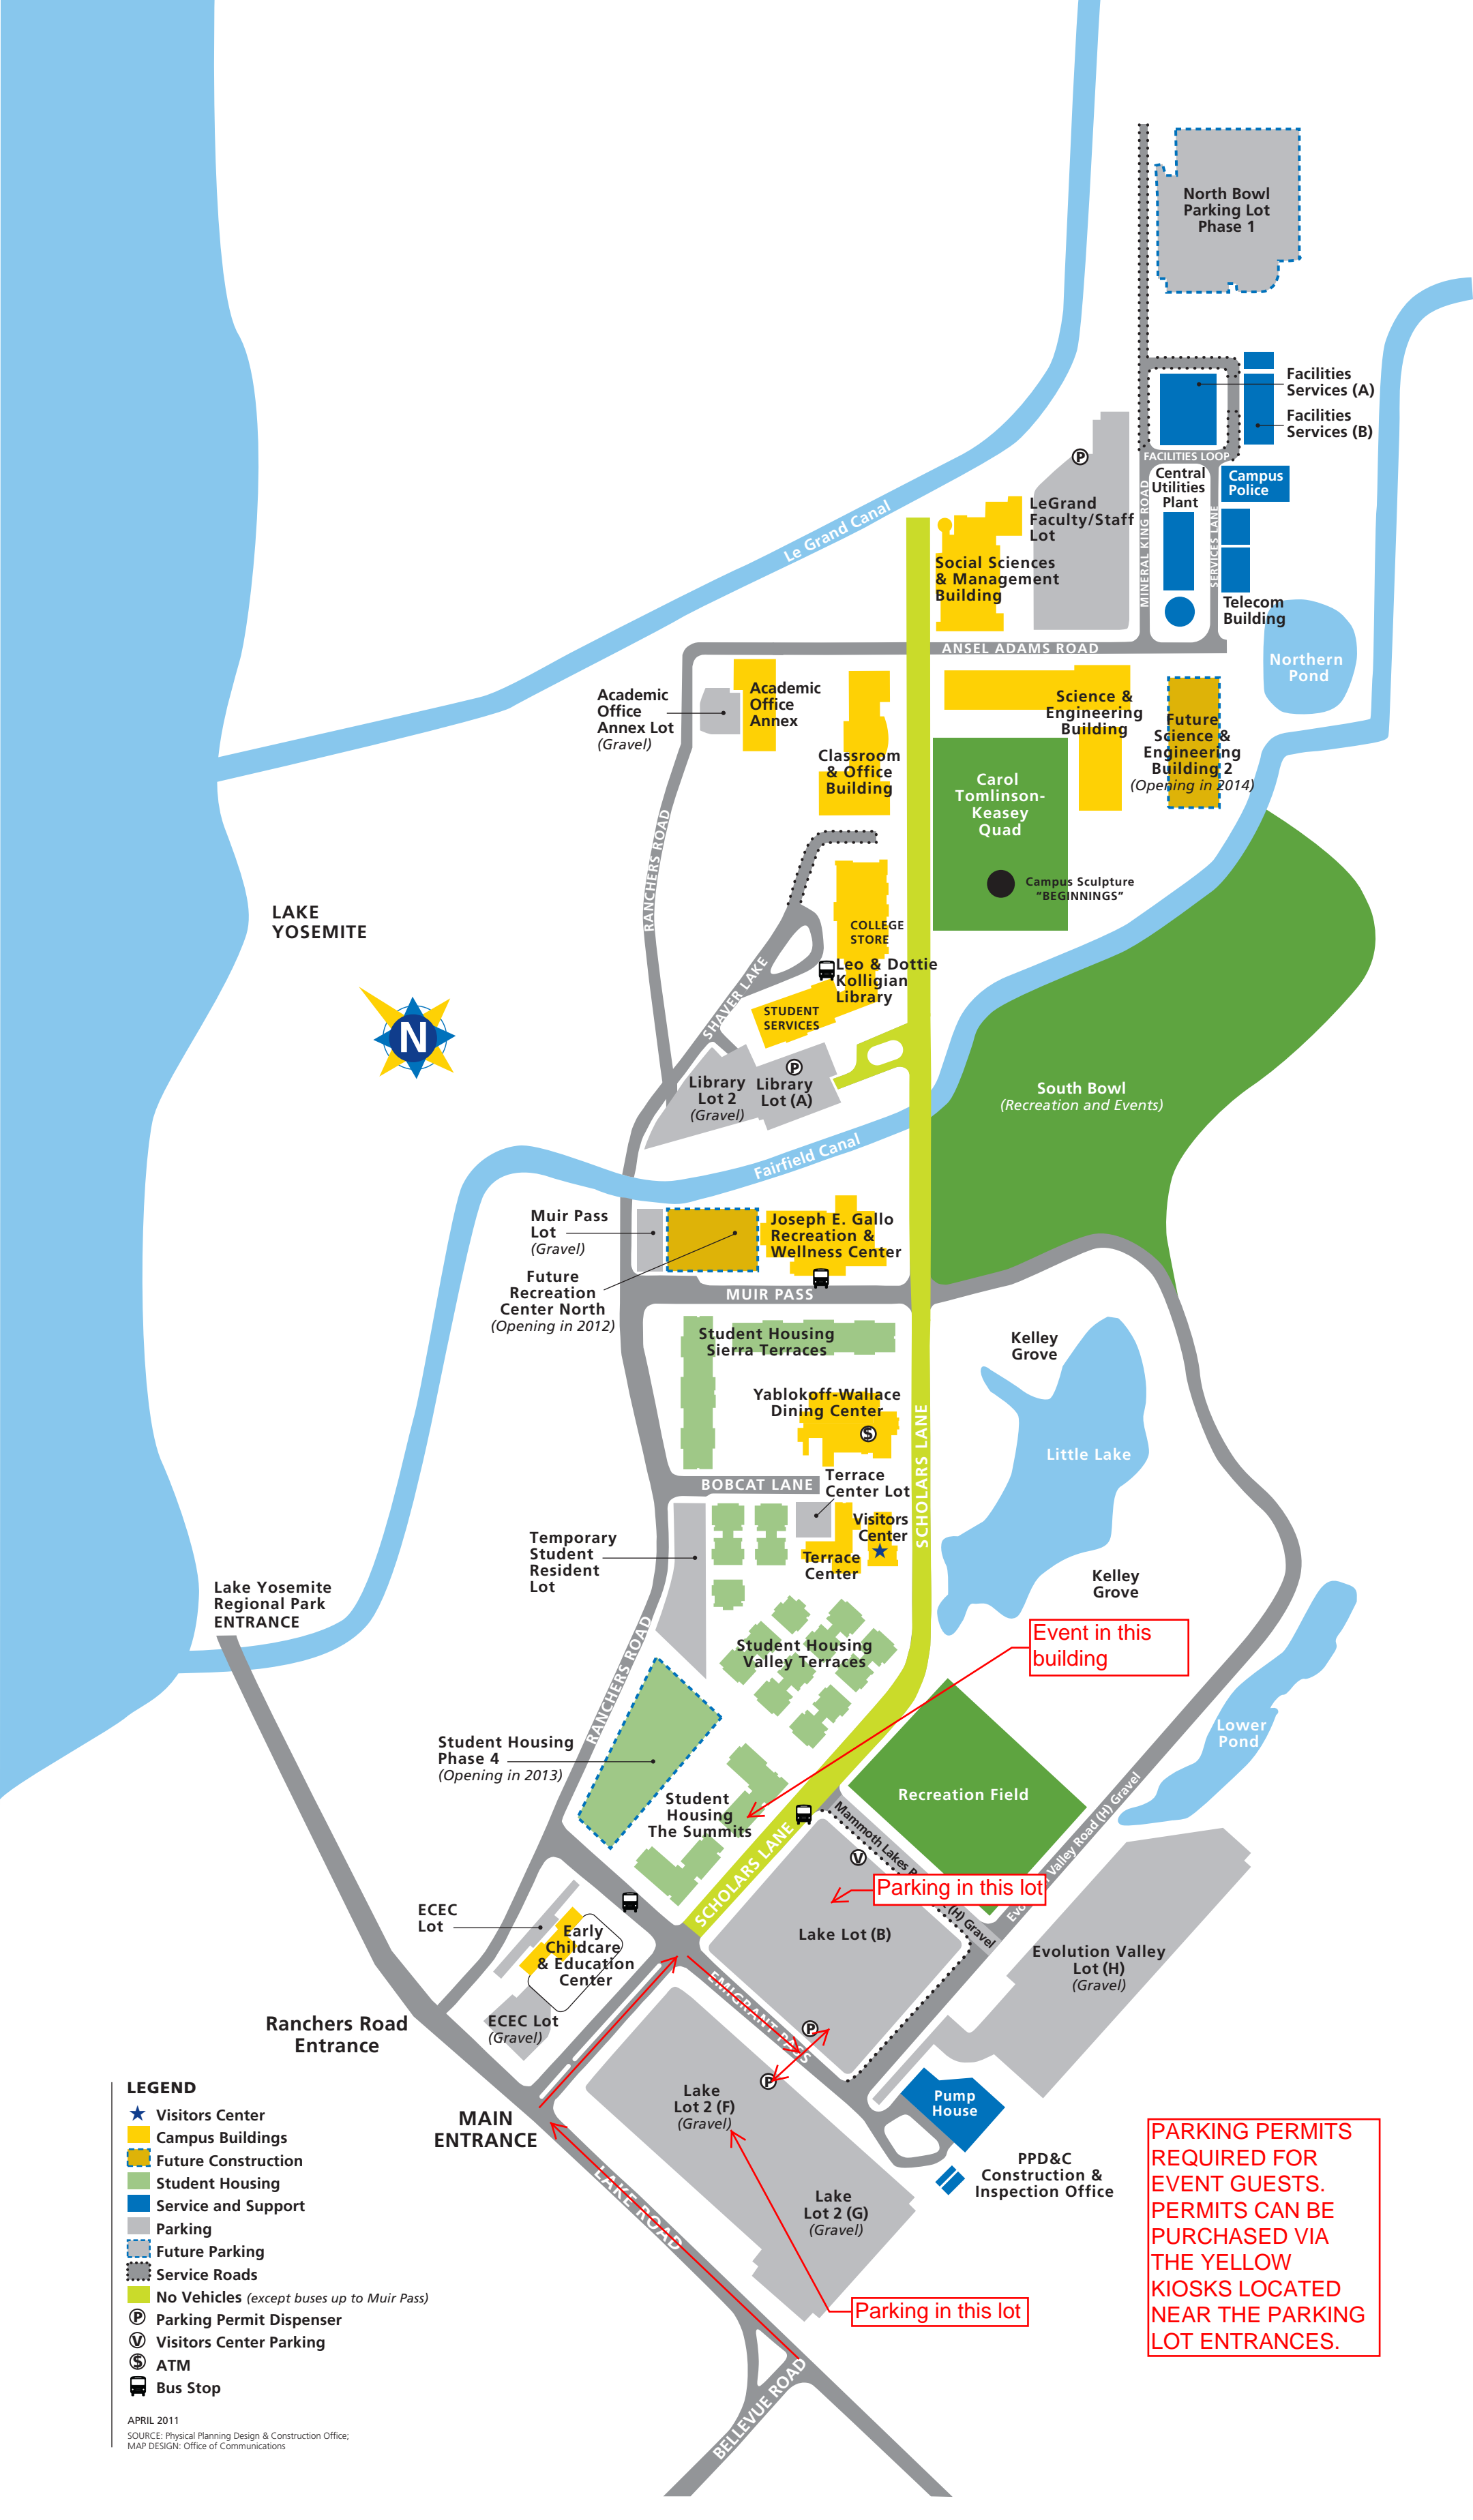 North Bowl
Parking Lot
Phase 1
Facilities
Services (A)
Facilities
Services (B)
FACILITIES LOOP
Central
Utilities
Plant
Campus
Police
MINERAL KING ROAD
SERVICES LANE
LeGrand
Faculty/Staff
Lot
Le Grand Canal
Social Sciences
& Management
Building
Telecom
Building
Northern
Pond
ANSEL ADAMS ROAD
Academic
Office
Annex Lot
(Gravel)
Academic
Office
Annex
Science &
Engineering
Building
Future
Science &
Engineering
Building 2
(Opening in 2014)
Classroom
& Office
Building
Carol
Tomlinson-
Keasey
Quad
Campus Sculpture
"BEGINNINGS"
RANCHERS ROAD
LAKE
YOSEMITE
N
COLLEGE
STORE
Leo & Dottie
Kolligian
Library
SHAVER LAKE
STUDENT
SERVICES
P
Library
Lot 2
(Gravel)
Library
Lot (A)
South Bowl
(Recreation and Events)
Fairfield Canal
Muir Pass
Lot
(Gravel)
Joseph E. Gallo
Recreation &
Wellness Center
Future
Recreation
Center North
(Opening in 2012)
MUIR PASS
Student Housing
Sierra Terraces
Kelley
Grove
Yablokoff-Wallace
Dining Center
$
Little Lake
SCHOLARS LANE
BOBCAT LANE
Terrace
Center Lot
Visitors
Center
Terrace
Center
Temporary
Student
Resident
Lot
Kelley
Grove
Lake Yosemite
Regional Park
ENTRANCE
Event in this
building
Student Housing
Valley Terraces
RANCHERS ROAD
Lower
Pond
Student Housing
Phase 4
(Opening in 2013)
Student
Housing
The Summits
Recreation Field
Mammoth Lakes R
(H) Gravel
Evo
Valley Road (H) Gravel
SCHOLARS LANE
V
Parking in this lot
Lake Lot (B)
ECEC
Lot
Early
Childcare
& Education
Center
Evolution Valley
Lot (H)
(Gravel)
EMIGRANT PASS
ECEC Lot
(Gravel)
Ranchers Road
Entrance
P
P
Lake
Lot 2 (F)
(Gravel)
Pump
House
MAIN
ENTRANCE
PPD&C
Construction &
Inspection Office
LAKE ROAD
Lake
Lot 2 (G)
(Gravel)
Parking in this lot
BELLEVUE ROAD
PARKING PERMITS
REQUIRED FOR
EVENT GUESTS.
PERMITS CAN BE
PURCHASED VIA
THE YELLOW
KIOSKS LOCATED
NEAR THE PARKING
LOT ENTRANCES.
LEGEND
Visitors Center
Campus Buildings
Future Construction
Student Housing
Service and Support
Parking
Future Parking
Service Roads
No Vehicles (except buses up to Muir Pass)
P Parking Permit Dispenser
V Visitors Center Parking
$ ATM
Bus Stop
APRIL 2011
SOURCE: Physical Planning Design & Construction Office;
MAP DESIGN: Office of Communications